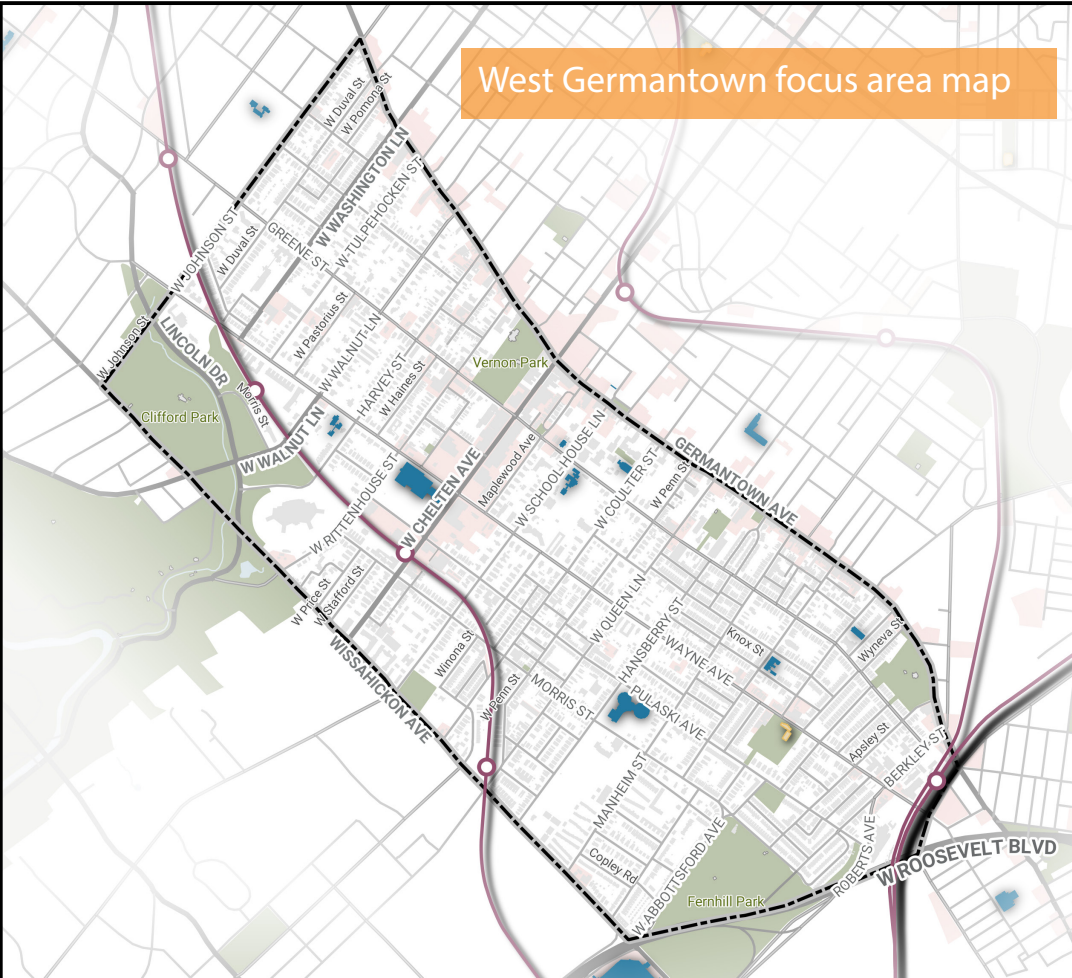 West Germantown focus area map
W Duval St
W Pomona St
W WASHINGTON LN
W TULPEHOCKEN ST
W JOHNSON ST
W Duval St
GREENE ST
W Pastorius St
W Johnson St
LINCOLN DR
W WALNUT LN
Vernon Park
HARVEY ST
W Haines St
Morris St
Clifford Park
W WALNUT LN
W RITTENHOUSE ST
W CHELTEN AVE
Maplewood Ave
W SCHOOL-HOUSE LN
W COULTER ST
W Penn St
GERMANTOWN AVE
W Price St
W Stafford St
WISSAHICKON AVE
Winona St
W Penn St
W QUEEN LN
HANSBERRY ST
WAYNE AVE
Knox St
Wyneva St
MORRIS ST
PULASKI AVE
Apsley St
BERKLEY ST
MANHEIM ST
Copley Rd
W ABBOTTSFORD AVE
ROBERTS AVE
W ROOSEVELT BLVD
Fernhill Park